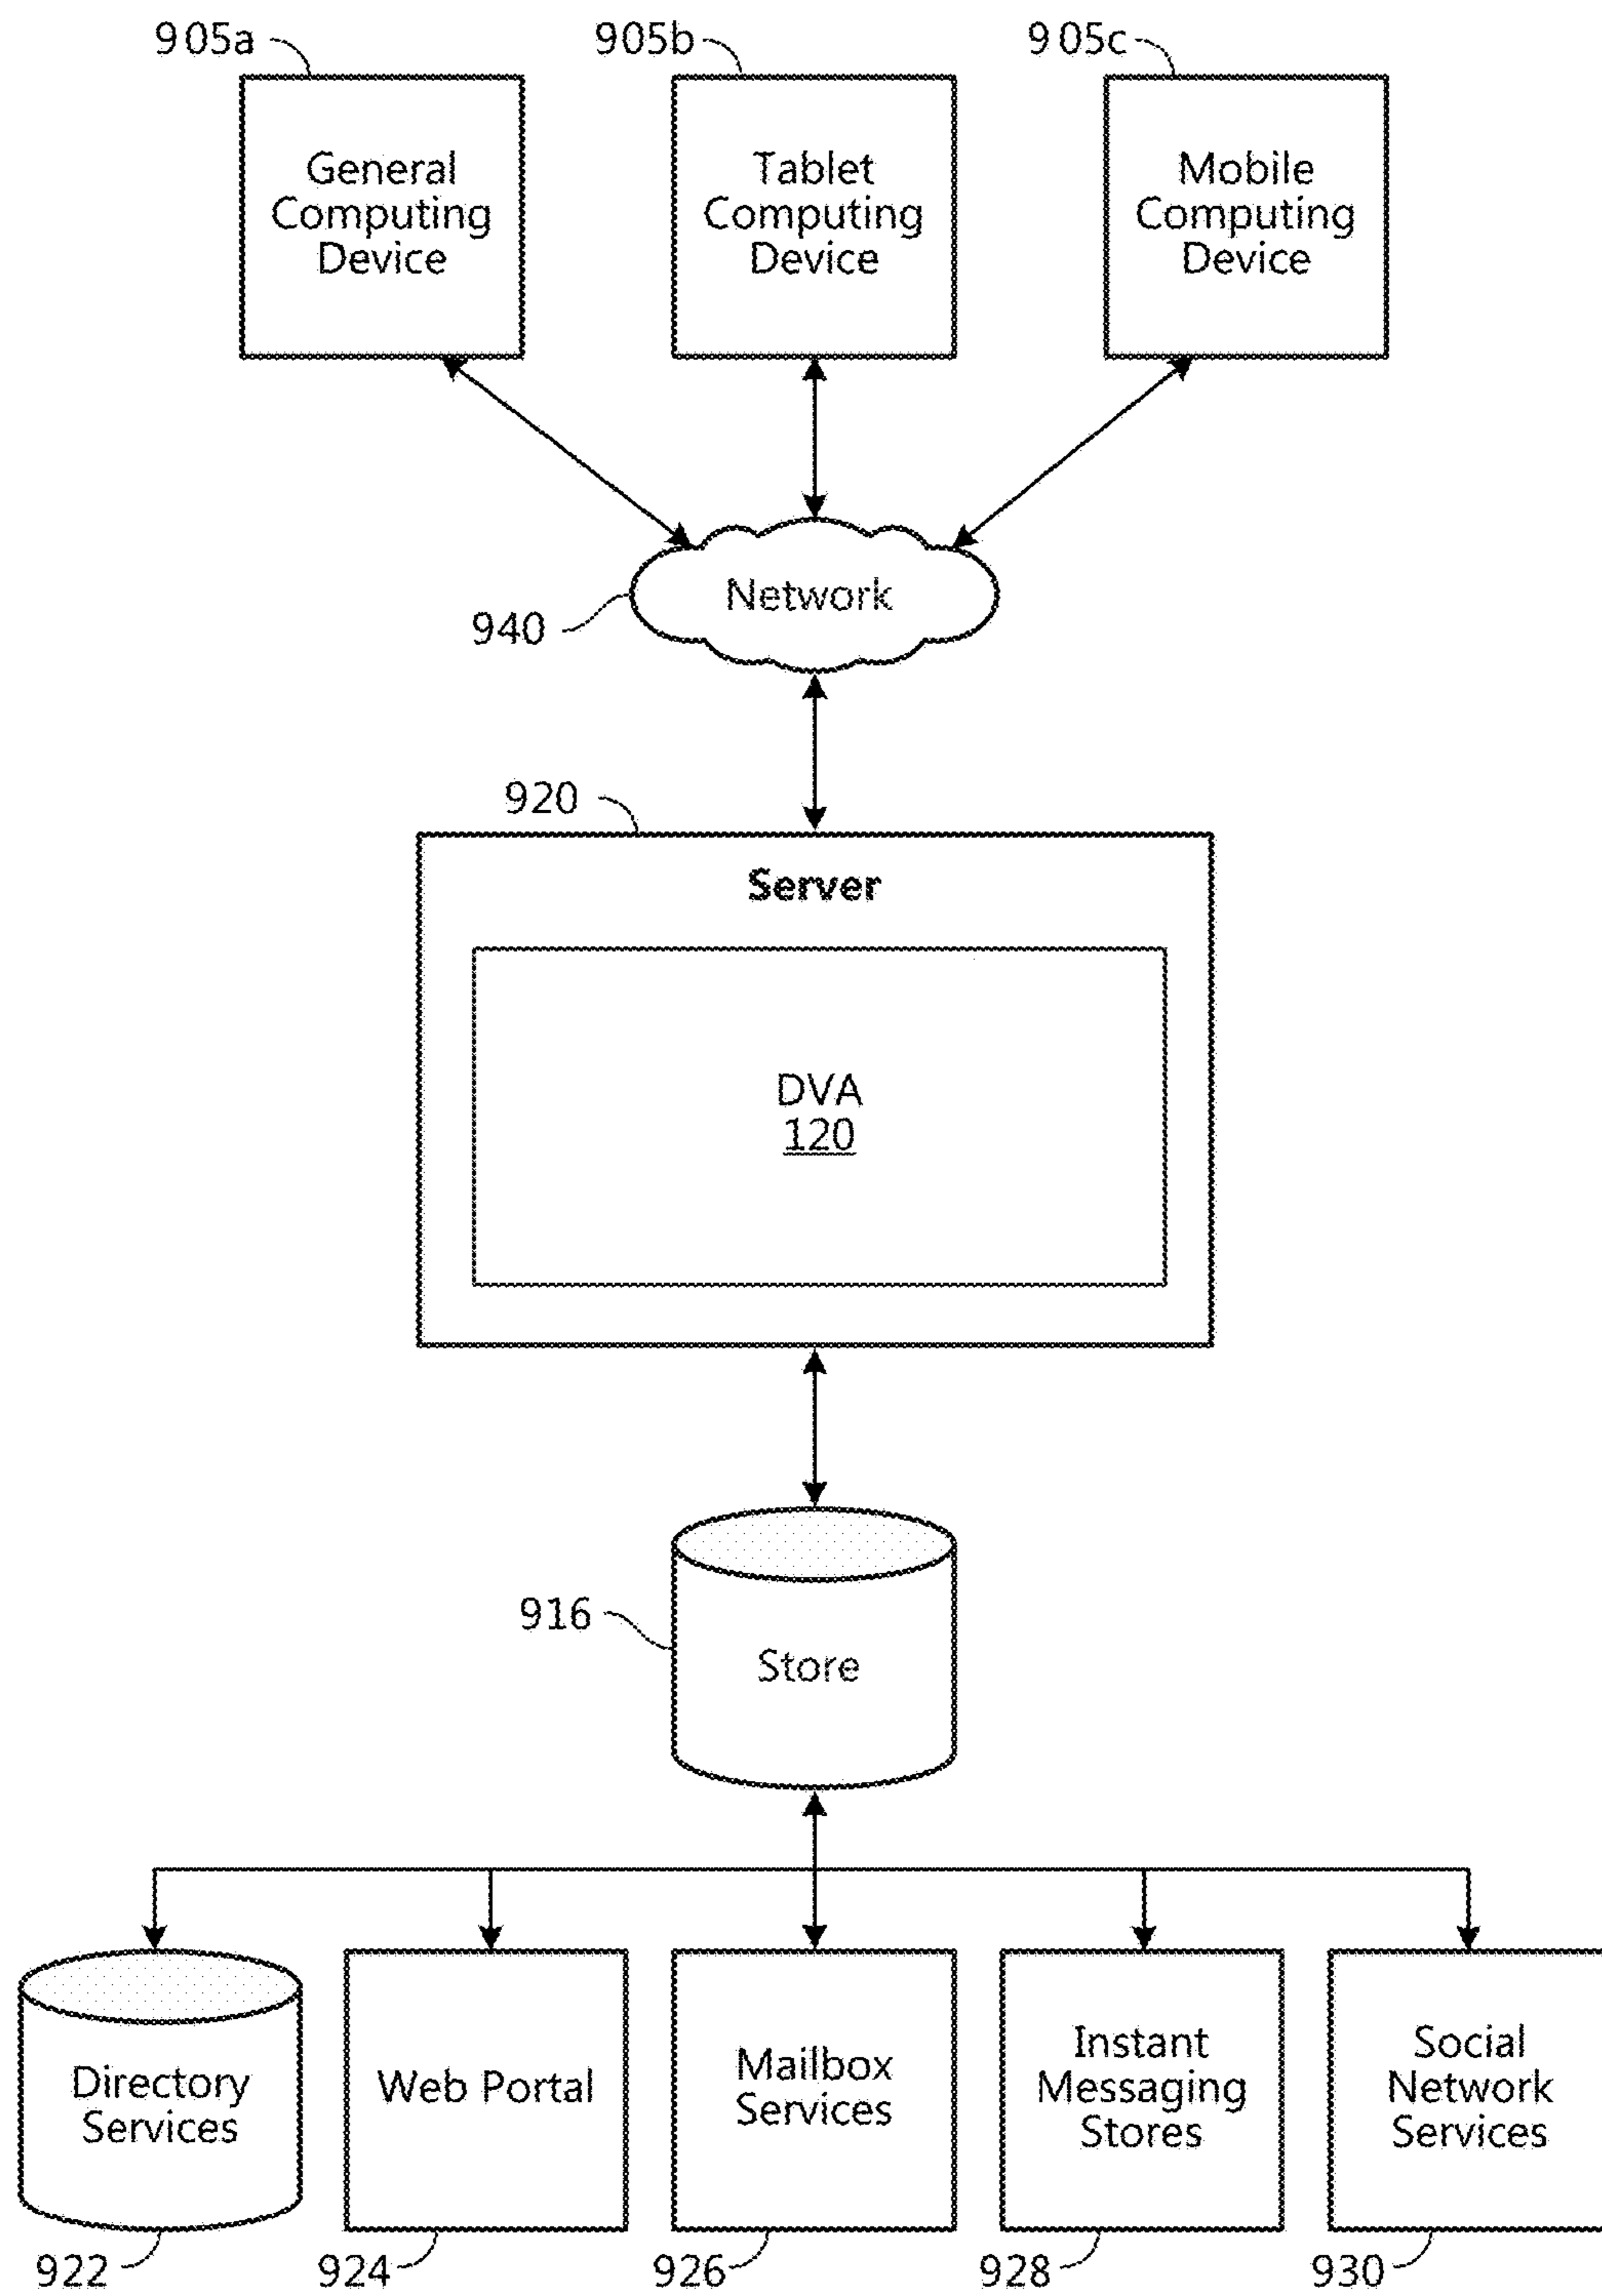 905a
905b
905c
General
Computing
Device
Tablet
Computing
Device
Mobile
Computing
Device
Network
940
920
Server
DVA
120
916
Store
Directory
Services
Web Portal
Mailbox
Services
Instant
Messaging
Stores
Social
Network
Services
922
924
926
928
930